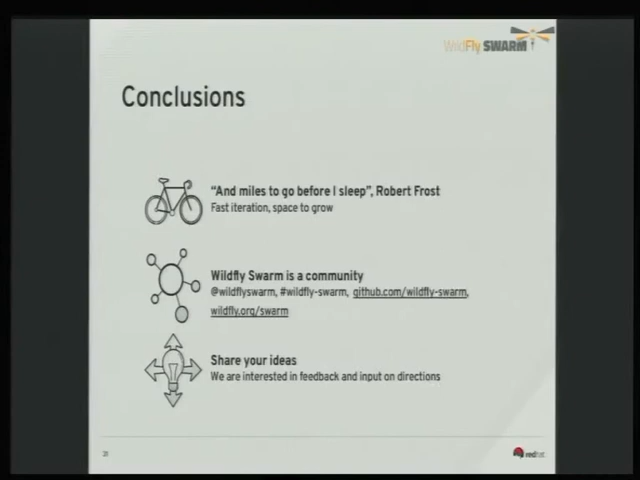 WildFly SWARM
Conclusions
“And miles to go before I sleep”, Robert Frost
Fast iteration, space to grow
Wildfly Swarm is a community
@wildflyswarm, #wildfly-swarm, github.com/wildfly-swarm,
wildfly.org/swarm
Share your ideas
We are interested in feedback and input on directions
redhat